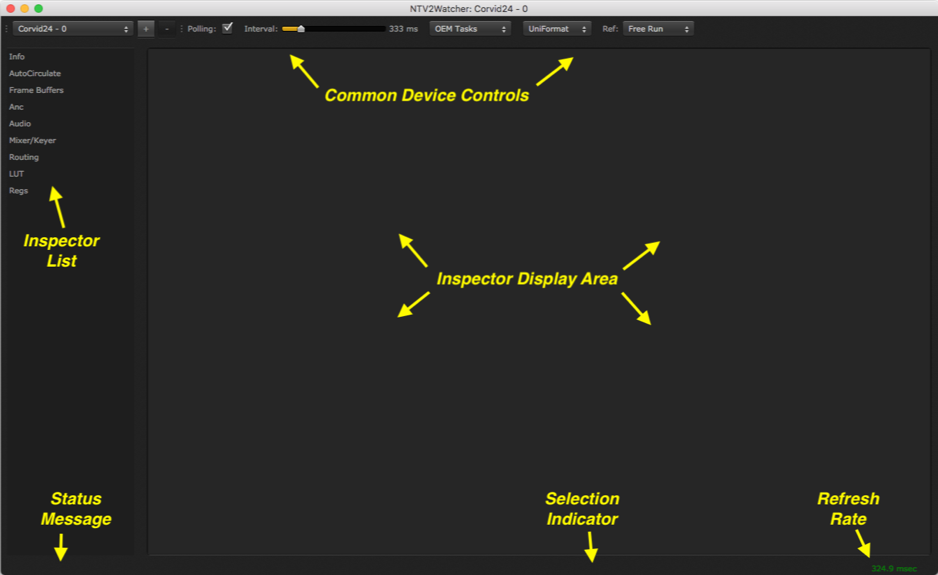 NTV2Watcher: Corvid24 - 0
Corvid24 - 0 + - Polling: Interval: 333 ms OEM Tasks UniFormat Ref: Free Run
Info
AutoCirculate
Frame Buffers
Anc
Audio
Mixer/Keyer
Routing
LUT
Regs
Common Device Controls
Inspector
List
Inspector Display Area
Status
Message
Selection
Indicator
Refresh
Rate
324.9 msec